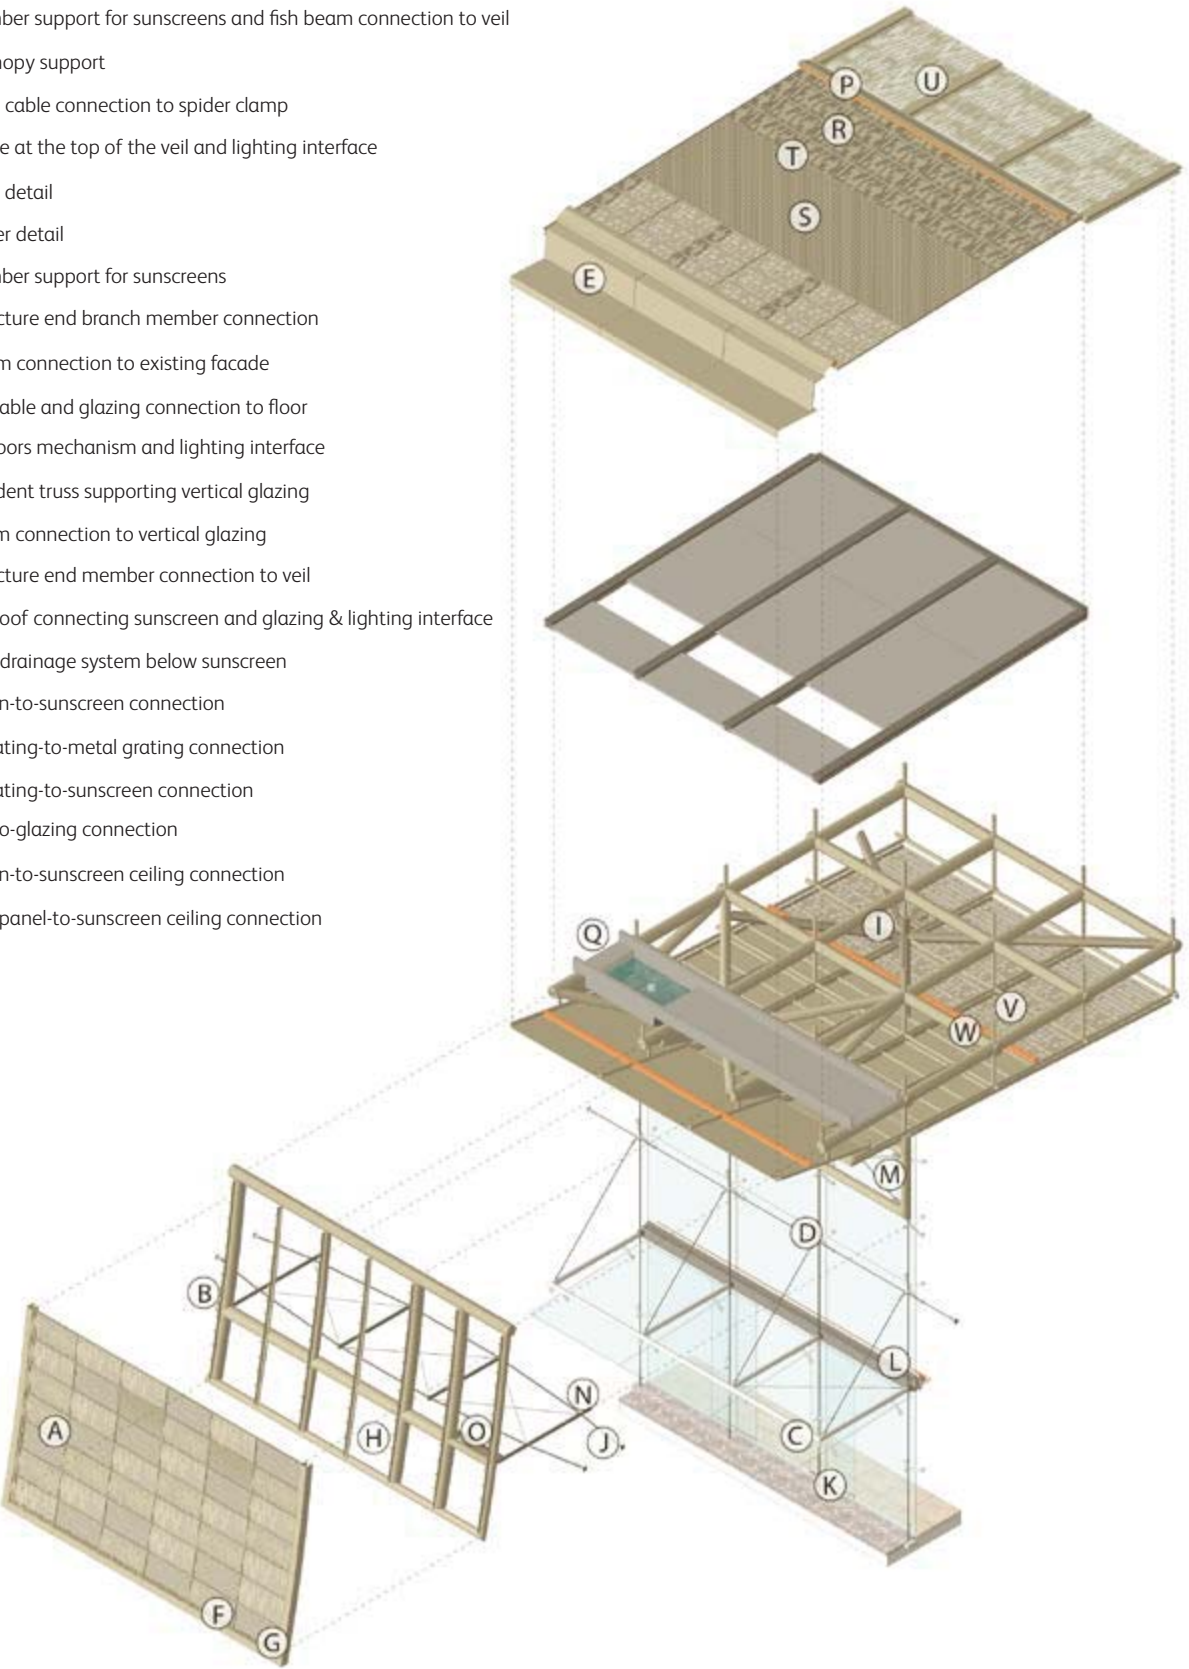 ber support for sunscreens and fish beam connection to veil
opy support
cable connection to spider clamp
e at the top of the veil and lighting interface
detail
er detail
ber support for sunscreens
cture end branch member connection
m connection to existing facade
able and glazing connection to floor
oors mechanism and lighting interface
dent truss supporting vertical glazing
m connection to vertical glazing
cture end member connection to veil
oof connecting sunscreen and glazing & lighting interface
drainage system below sunscreen
n-to-sunscreen connection
ating-to-metal grating connection
ating-to-sunscreen connection
o-glazing connection
n-to-sunscreen ceiling connection
panel-to-sunscreen ceiling connection
P
U
R
T
S
E
Q
I
V
W
M
D
B
L
N
A
H
O
J
C
K
F
G